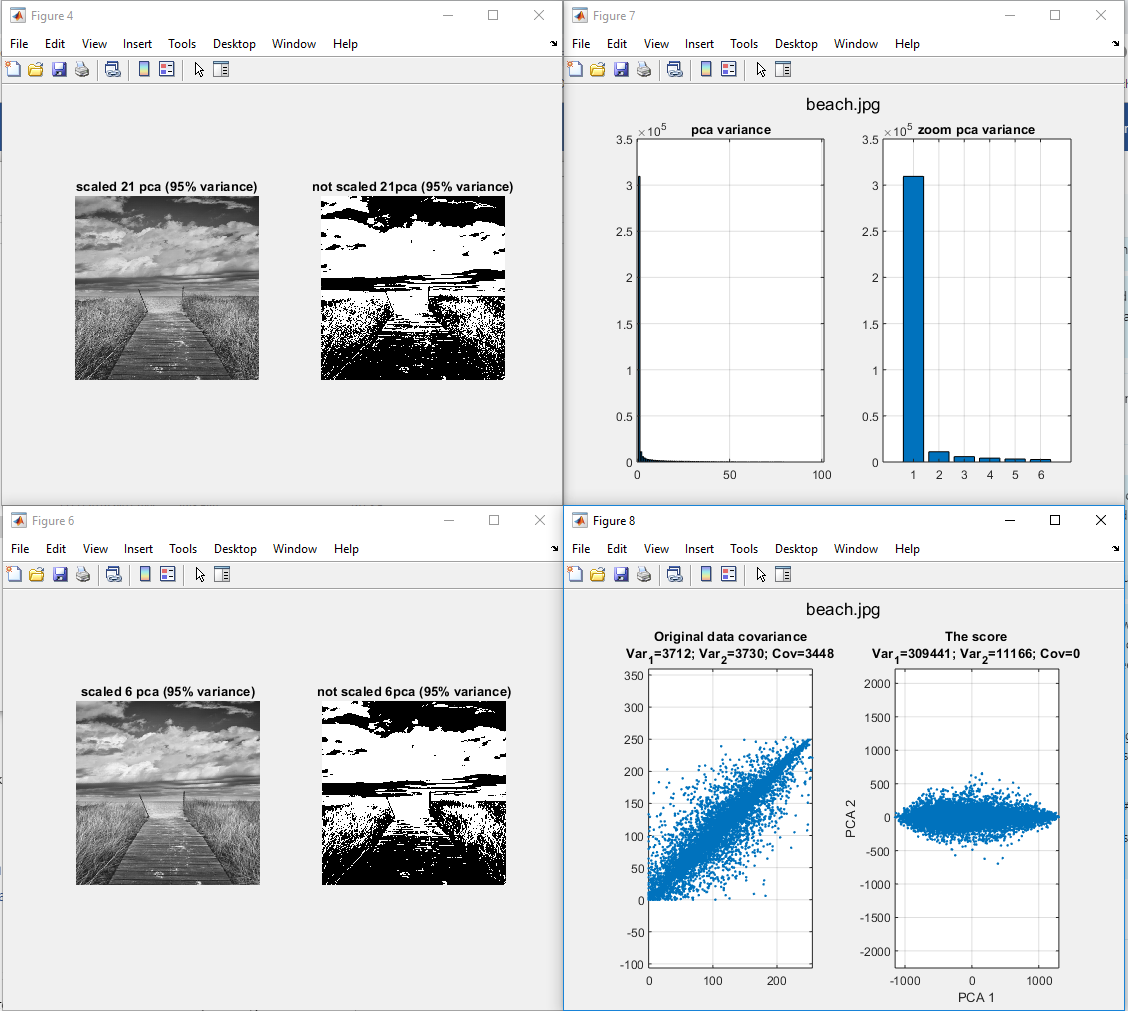 Figure 4
File Edit View Insert Tools Desktop Window Help
scaled 21 pca (95% variance)
not scaled 21pca (95% variance)
Figure 7
File Edit View Insert Tools Desktop Window Help
beach.jpg
pca variance
×10^5
3.5
3
2.5
2
1.5
1
0.5
0
0 50 100
zoom pca variance
×10^5
3.5
3
2.5
2
1.5
1
0.5
0
1 2 3 4 5 6
Figure 6
File Edit View Insert Tools Desktop Window Help
scaled 6 pca (95% variance)
not scaled 6pca (95% variance)
Figure 8
File Edit View Insert Tools Desktop Window Help
beach.jpg
Original data covariance
Var_1=3712; Var_2=3730; Cov=3448
350
300
250
200
150
100
50
0
-50
-100
0 100 200
The score
Var_1=309441; Var_2=11166; Cov=0
2000
1500
1000
500
0
-500
-1000
-1500
-2000
PCA 2
-1000 0 1000
PCA 1